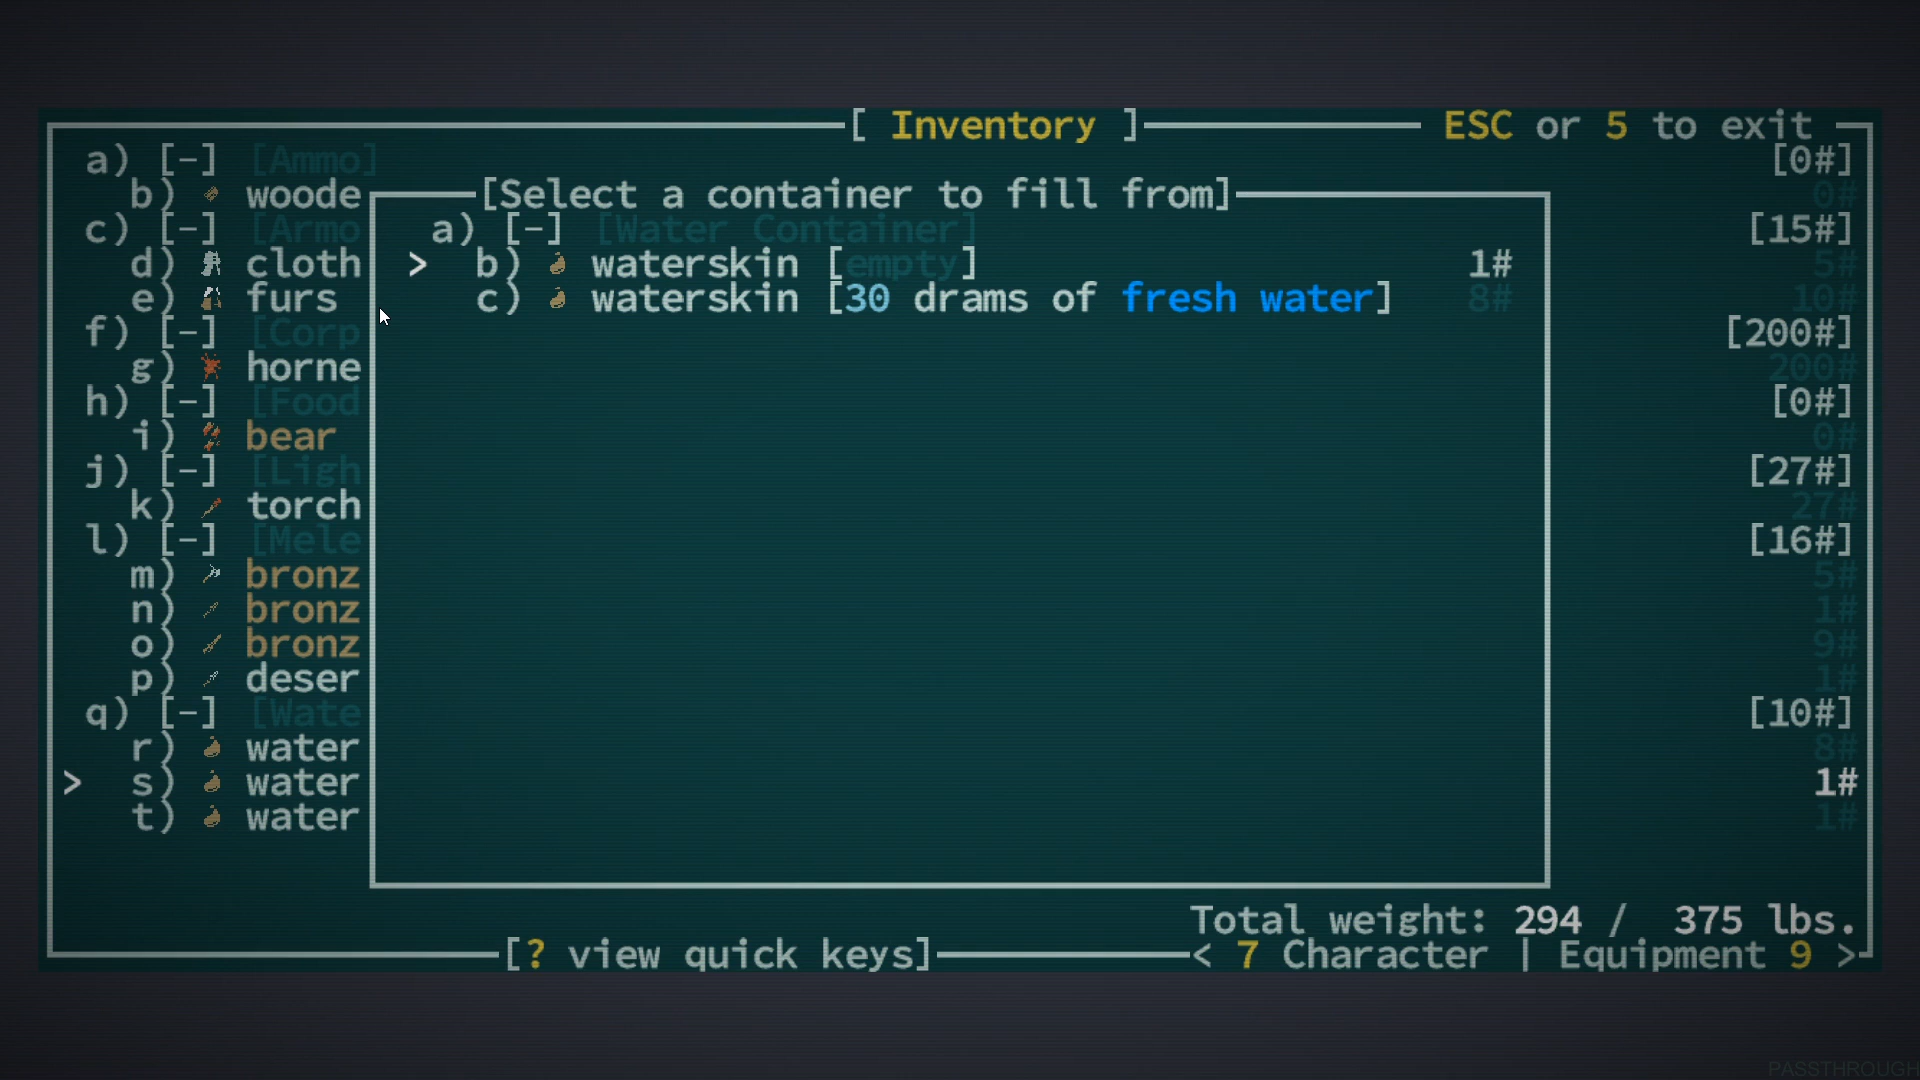 [ Inventory ] ESC or 5 to exit
a) [-] [Ammo] [0#]
b) woode 0#
c) [-] [Armo [15#]
d) cloth 5#
e) furs 10#
f) [-] [Corp [200#]
g) horne 200#
h) [-] [Food [0#]
i) bear 0#
j) [-] [Ligh [27#]
k) torch 27#
l) [-] [Mele [16#]
m) bronz 5#
n) bronz 1#
o) bronz 9#
p) deser 1#
q) [-] [Wate [10#]
r) water 8#
> s) water 1#
t) water 1#
[Select a container to fill from]
a) [-] [Water Container]
> b) waterskin [empty] 1#
c) waterskin [30 drams of fresh water] 8#
Total weight: 294 / 375 lbs.
[? view quick keys] < 7 Character | Equipment 9 >
PASSTHROUGH